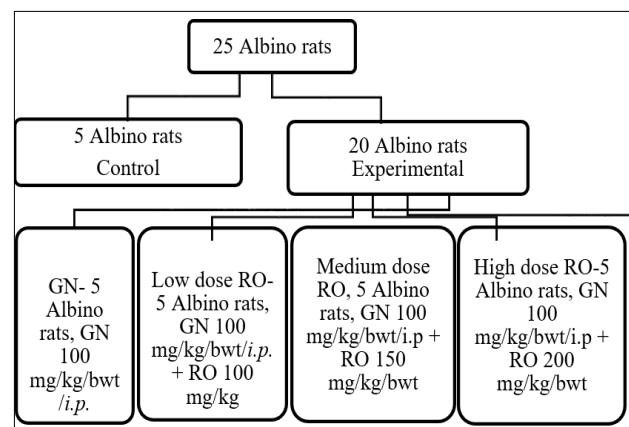 25 Albino rats
5 Albino rats
Control
20 Albino rats
Experimental
GN- 5
Albino
rats, GN
100
mg/kg/bwt
/i.p.
Low dose RO-
5 Albino rats,
GN 100
mg/kg/bwt/i.p.
+ RO 100
mg/kg
Medium dose
RO, 5 Albino
rats, GN 100
mg/kg/bwt/i.p +
RO 150
mg/kg/bwt
High dose RO-5
Albino rats, GN
100
mg/kg/bwt/i.p +
RO 200
mg/kg/bwt